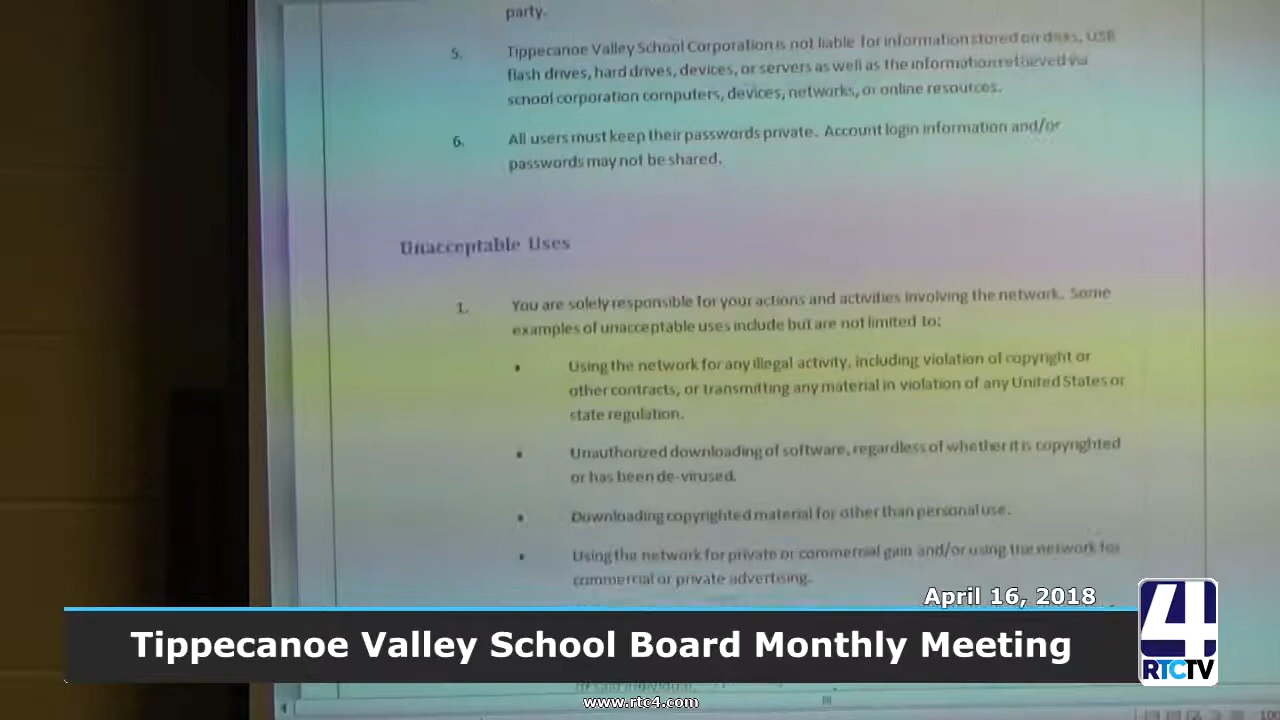 party.
5. Tippecanoe Valley School Corporation is not liable for information stored on disks, USB
flash drives, hard drives, devices, or servers as well as the information retrieved via
school corporation computers, devices, networks, or online resources.
6. All users must keep their passwords private. Account login information and/or
passwords may not be shared.
Unacceptable Uses
1. You are solely responsible for your actions and activities involving the network. Some
examples of unacceptable uses include but are not limited to:
• Using the network for any illegal activity, including violation of copyright or
other contracts, or transmitting any material in violation of any United States or
state regulation.
• Unauthorized downloading of software, regardless of whether it is copyrighted
or has been de-virused.
• Downloading copyrighted material for other than personal use.
• Using the network for private or commercial gain and/or using the network for
commercial or private advertising.
April 16, 2018
Tippecanoe Valley School Board Monthly Meeting
4
RTCTV
www.rtc4.com